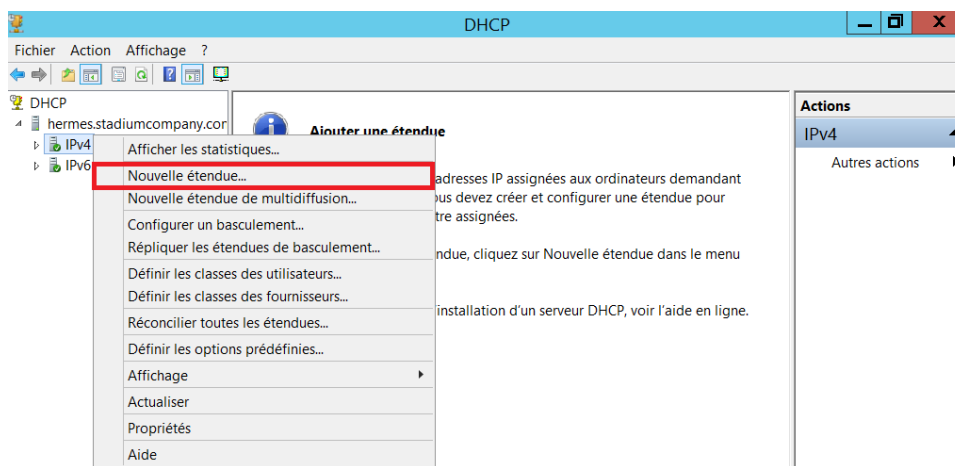 DHCP
Fichier Action Affichage ?
DHCP
hermes.stadiumcompany.cor
IPv4
IPv6
Afficher les statistiques...
Nouvelle étendue...
Nouvelle étendue de multidiffusion...
Configurer un basculement...
Répliquer les étendues de basculement...
Définir les classes des utilisateurs...
Définir les classes des fournisseurs...
Réconcilier toutes les étendues...
Définir les options prédéfinies...
Affichage
Actualiser
Propriétés
Aide
Ajouter une étendue
adresses IP assignées aux ordinateurs demandant
us devez créer et configurer une étendue pour
tre assignées.
ndue, cliquez sur Nouvelle étendue dans le menu
'installation d'un serveur DHCP, voir l'aide en ligne.
Actions
IPv4
Autres actions